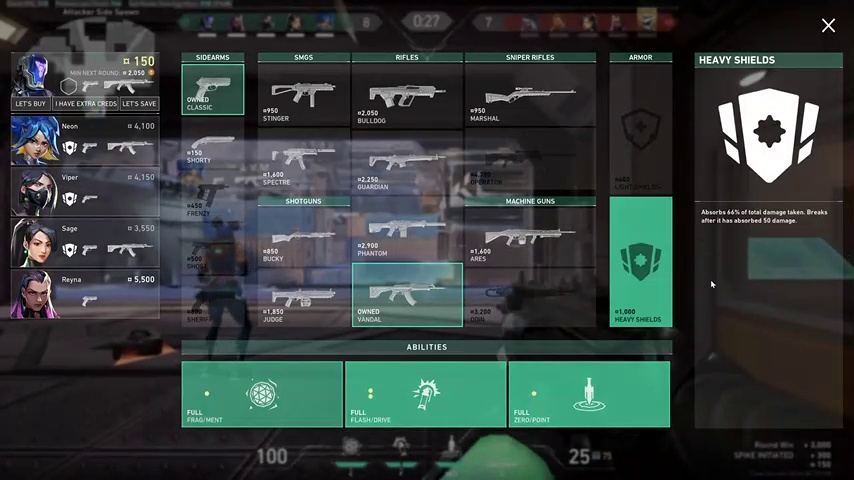 Attacker Side Spawn
8
0:27
7
¤ 150
MIN NEXT ROUND: ¤ 2,050
LET'S BUY
I HAVE EXTRA CREDS
LET'S SAVE
Neon ¤ 4,100
Viper ¤ 4,150
Sage ¤ 3,550
Reyna ¤ 5,500
SIDEARMS
OWNED
CLASSIC
¤150
SHORTY
¤450
FRENZY
¤500
GHOST
¤800
SHERIFF
SMGS
¤950
STINGER
¤1,600
SPECTRE
SHOTGUNS
¤850
BUCKY
¤1,850
JUDGE
RIFLES
¤2,050
BULLDOG
¤2,250
GUARDIAN
¤2,900
PHANTOM
OWNED
VANDAL
SNIPER RIFLES
¤950
MARSHAL
OPERATOR
MACHINE GUNS
¤1,600
ARES
¤3,200
ODIN
ARMOR
¤400
LIGHT SHIELDS
¤1,000
HEAVY SHIELDS
HEAVY SHIELDS
Absorbs 66% of total damage taken. Breaks
after it has absorbed 50 damage.
ABILITIES
FULL
FRAG/MENT
FULL
FLASH/DRIVE
FULL
ZERO/POINT
100
25
75
Round Win + 3,000
SPIKE INITIATED + 300
= 150